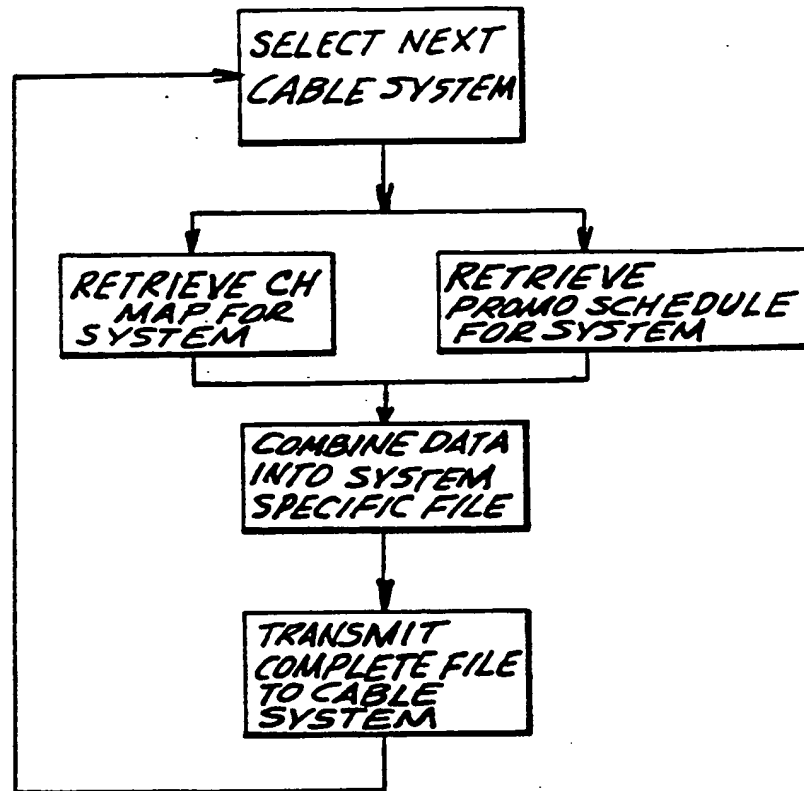 SELECT NEXT
CABLE SYSTEM
RETRIEVE CH
MAP FOR
SYSTEM
RETRIEVE
PROMO SCHEDULE
FOR SYSTEM
COMBINE DATA
INTO SYSTEM
SPECIFIC FILE
TRANSMIT
COMPLETE FILE
TO CABLE
SYSTEM